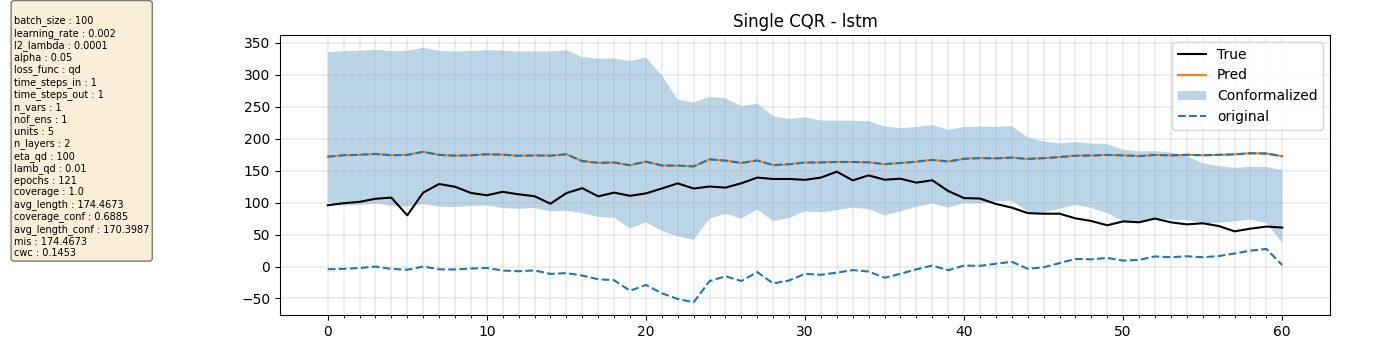 batch_size : 100
learning_rate : 0.002
l2_lambda : 0.0001
alpha : 0.05
loss_func : qd
time_steps_in : 1
time_steps_out : 1
n_vars : 1
nof_ens : 1
units : 5
n_layers : 2
eta_qd : 100
lamb_qd : 0.01
epochs : 121
coverage : 1.0
avg_length : 174.4673
coverage_conf : 0.6885
avg_length_conf : 170.3987
mis : 174.4673
cwc : 0.1453
Single CQR - lstm
350
300
250
200
150
100
50
0
−50
True
Pred
Conformalized
original
0 10 20 30 40 50 60